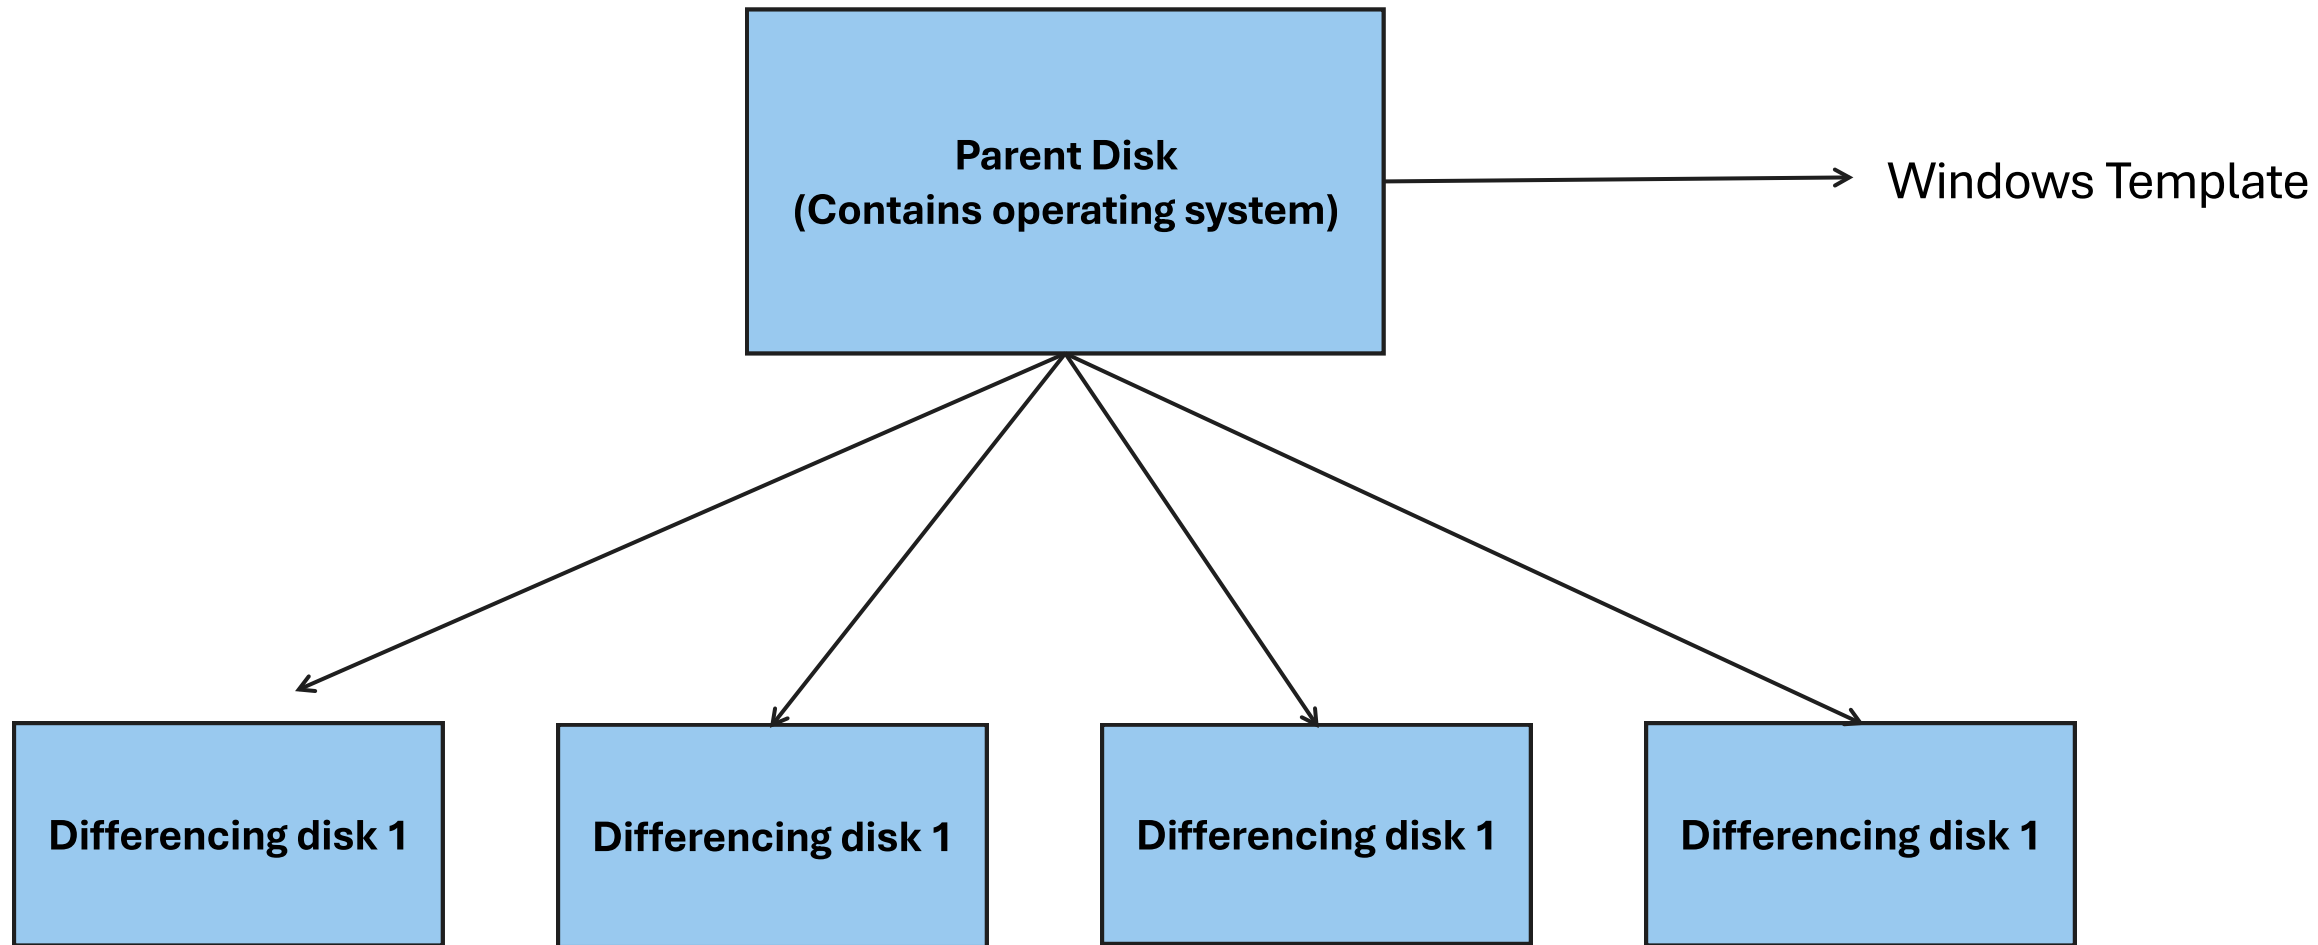 Parent Disk
(Contains operating system)
Windows Template
Differencing disk 1
Differencing disk 1
Differencing disk 1
Differencing disk 1